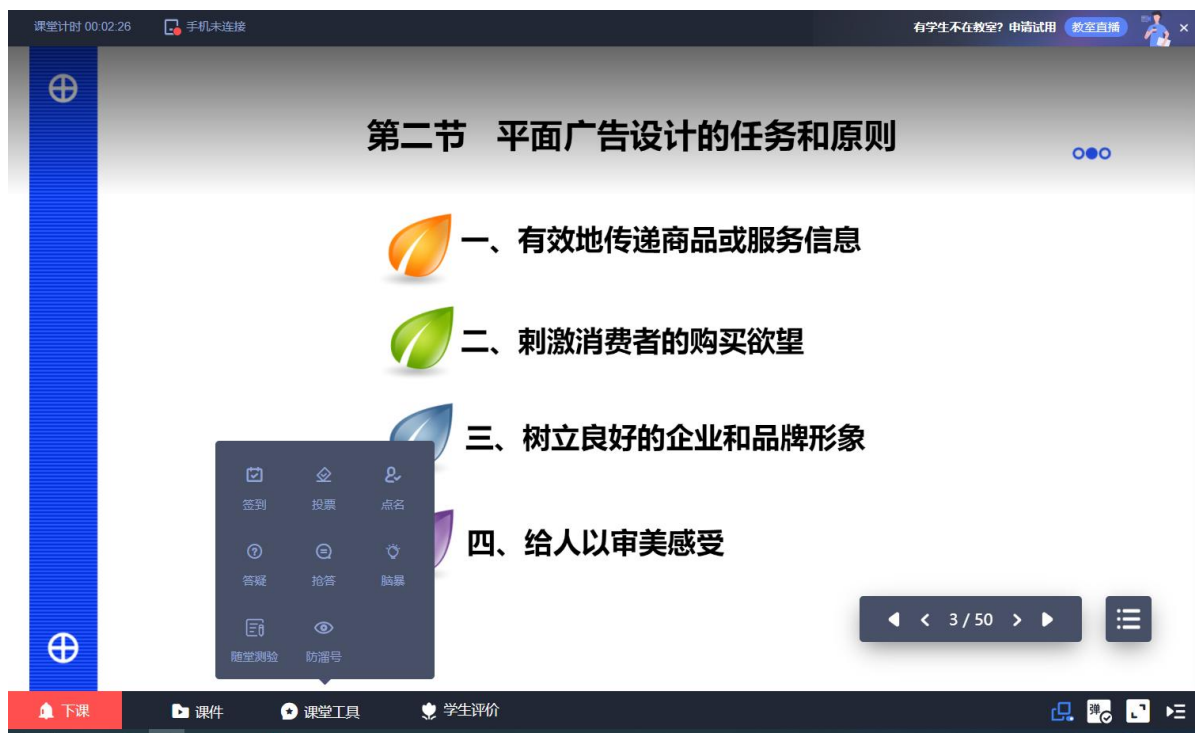 课堂计时 00:02:26 手机未连接 有学生不在教室？申请试用 教室直播
第二节 平面广告设计的任务和原则
一、有效地传递商品或服务信息
二、刺激消费者的购买欲望
三、树立良好的企业和品牌形象
四、给人以审美感受
签到 投票 点名
答疑 抢答 脑暴
随堂测验 防溜号
3 / 50
下课 课件 课堂工具 学生评价 弹